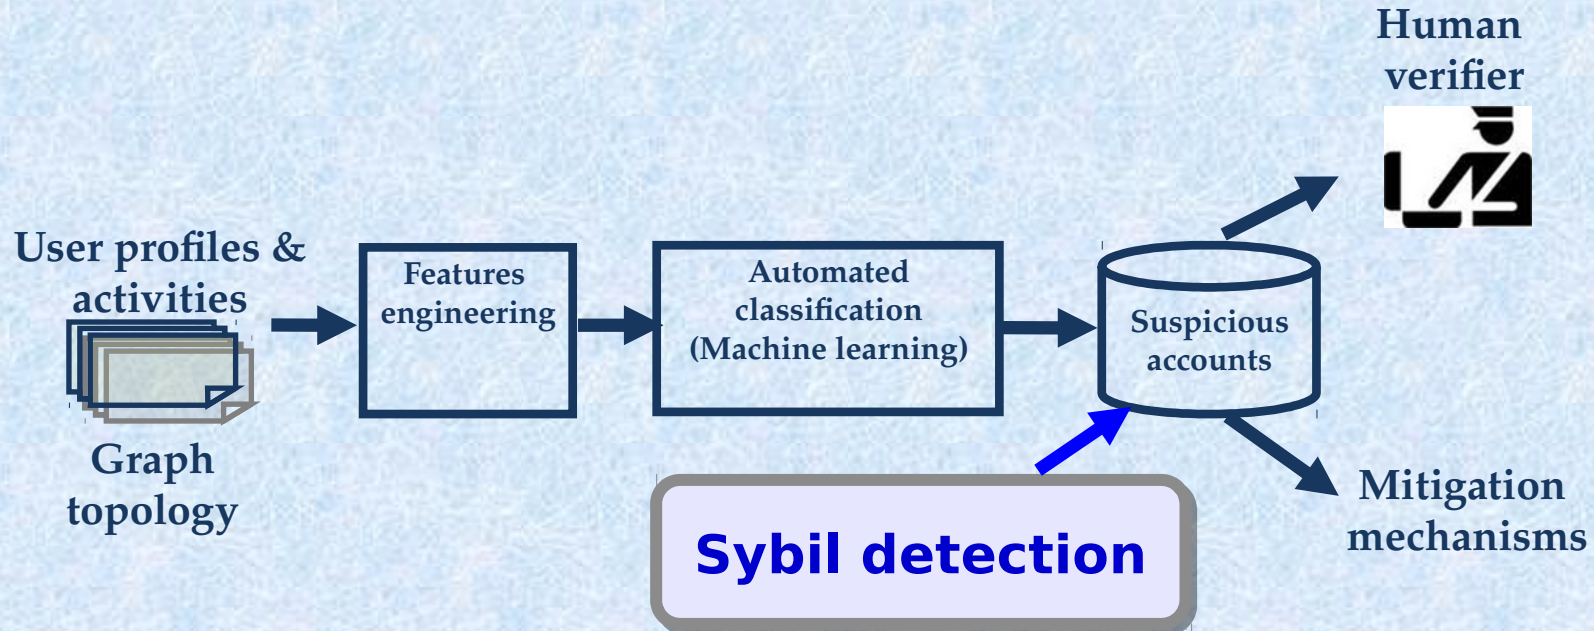 Human
verifier
User profiles &
activities
Features
engineering
Automated
classification
(Machine learning)
Suspicious
accounts
Graph
topology
Sybil detection
Mitigation
mechanisms